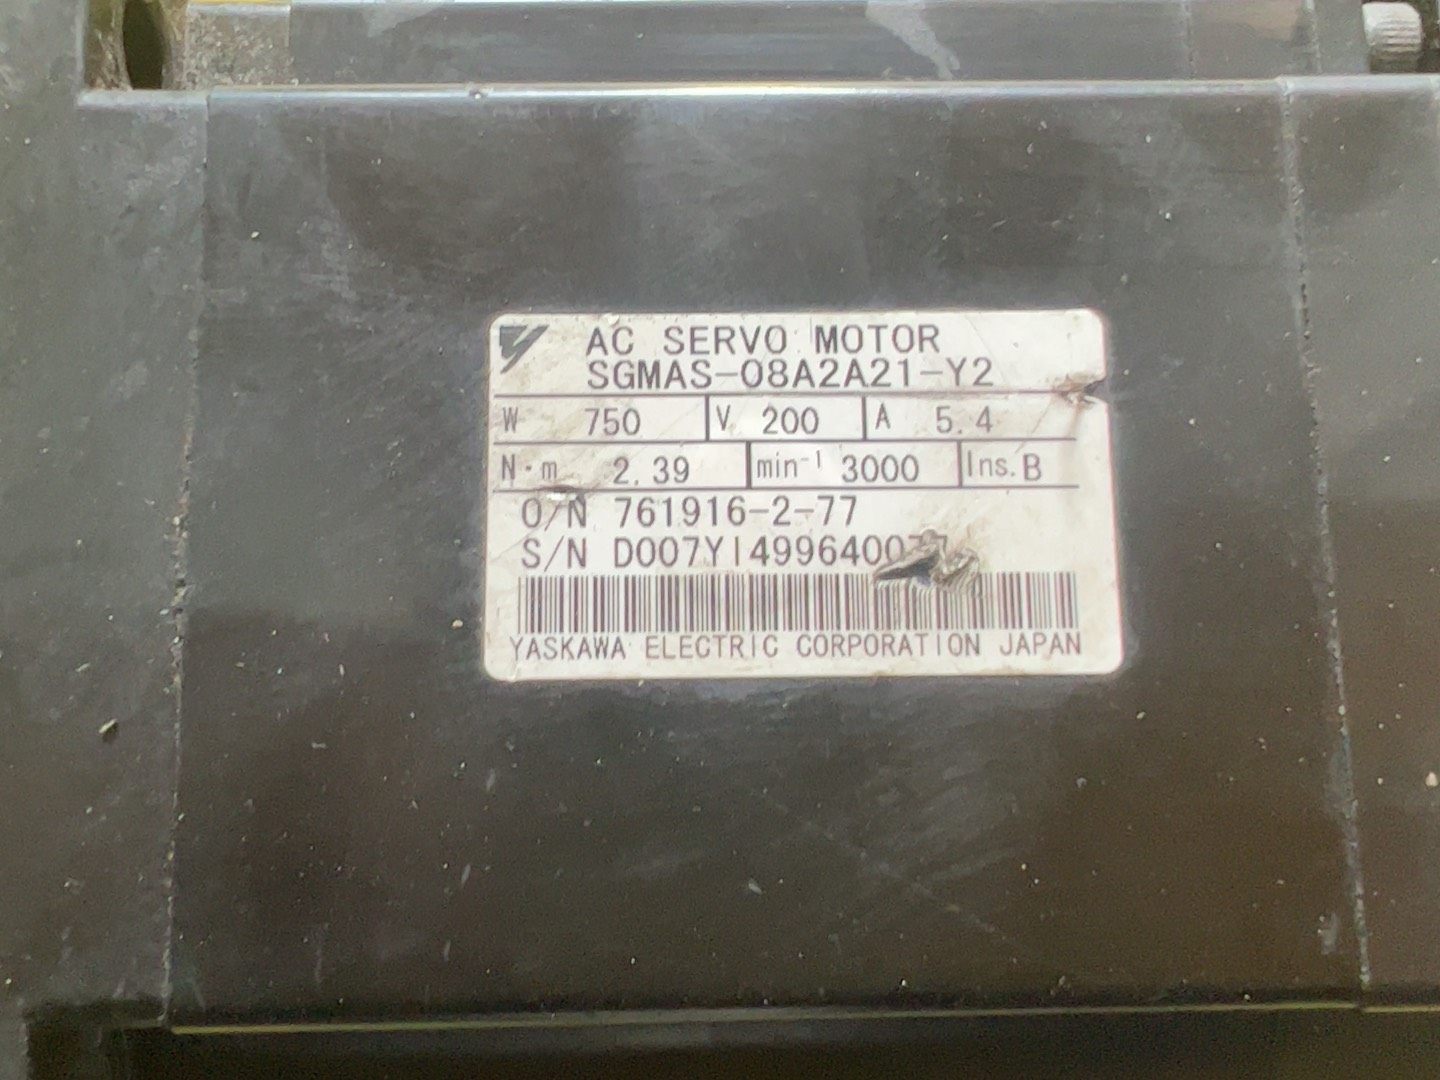 AC SERVO MOTOR
SGMAS-08A2A21-Y2
W 750 V 200 A 5.4
N·m 2.39 min-1 3000 Ins.B
O/N 761916-2-77
S/N
YASKAWA ELECTRIC CORPORATION JAPAN